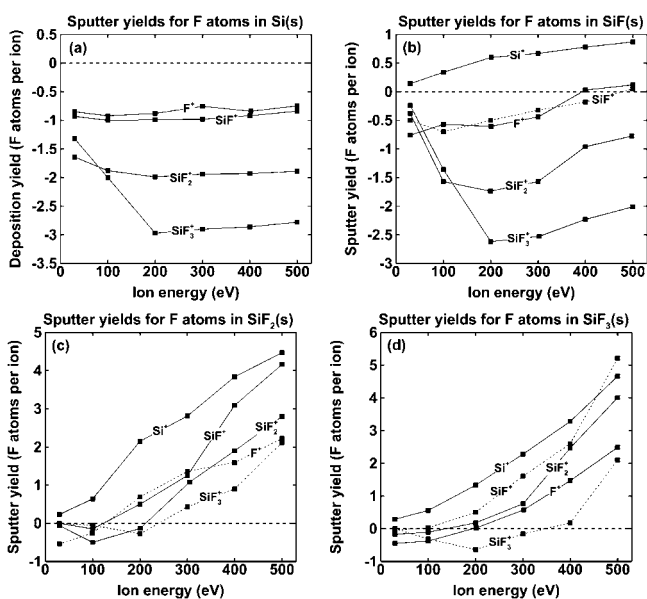 Sputter yields for F atoms in Si(s)
(a)
Deposition yield (F atoms per ion)
0.5
0
-0.5
-1
-1.5
-2
-2.5
-3
-3.5
F⁺
SiF⁺
SiF₂⁺
SiF₃⁺
0 100 200 300 400 500
Ion energy (eV)
Sputter yields for F atoms in SiF(s)
(b)
Sputter yield (F atoms per ion)
1
0.5
0
-0.5
-1
-1.5
-2
-2.5
-3
Si⁺
SiF⁺
F⁺
SiF₂⁺
SiF₃⁺
0 100 200 300 400 500
Ion energy (eV)
Sputter yields for F atoms in SiF₂(s)
(c)
Sputter yield (F atoms per ion)
5
4
3
2
1
0
-1
Si⁺
SiF⁺
SiF₂⁺
F⁺
SiF₃⁺
0 100 200 300 400 500
Ion energy (eV)
Sputter yields for F atoms in SiF₃(s)
(d)
Sputter yield (F atoms per ion)
6
5
4
3
2
1
0
-1
Si⁺
SiF⁺
SiF₂⁺
F⁺
SiF₃⁺
0 100 200 300 400 500
Ion energy (eV)